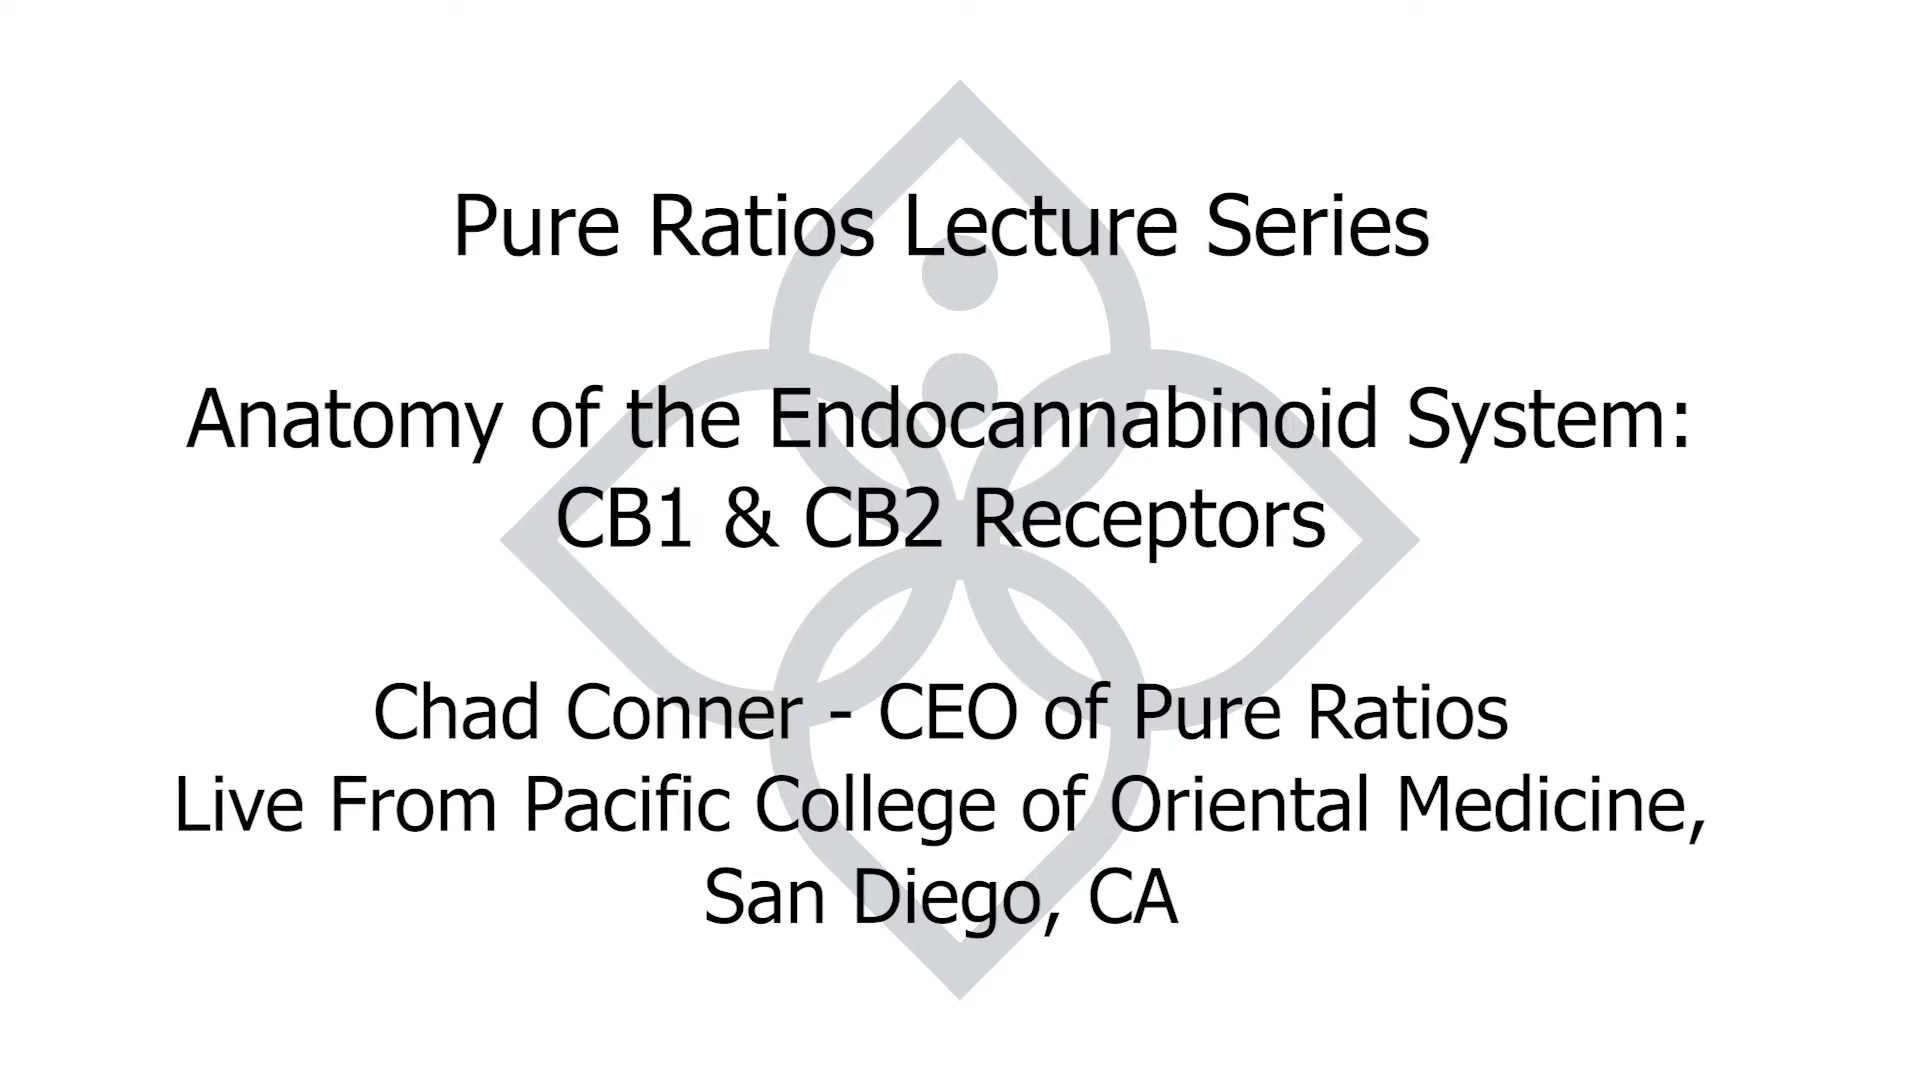 Pure Ratios Lecture Series
Anatomy of the Endocannabinoid System:
CB1 & CB2 Receptors
Chad Conner - CEO of Pure Ratios
Live From Pacific College of Oriental Medicine,
San Diego, CA